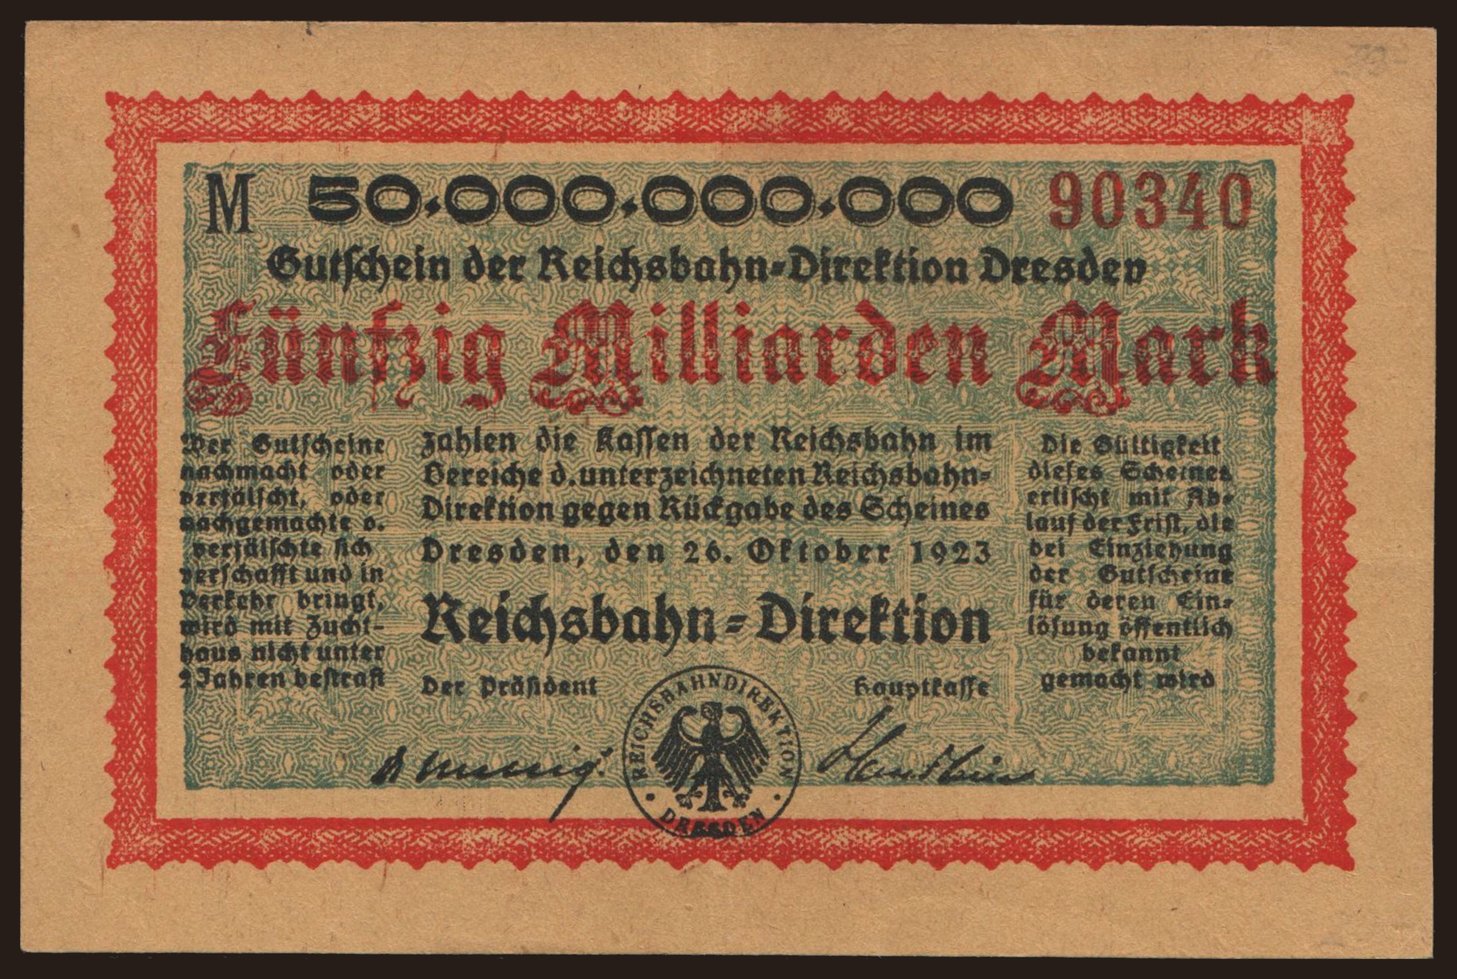 M 50.000.000.000 90340
Gutschein der Reichsbahn-Direktion Dresden
Fünfzig Milliarden Mark
Wer Gutscheine
nachmacht oder
verfälscht, oder
nachgemachte o.
verfälschte sich
verschafft und in
Verkehr bringt,
wird mit Zucht-
haus nicht unter
2 Jahren bestraft
zahlen die Kassen der Reichsbahn im
Bereiche d. unterzeichneten Reichsbahn-
Direktion gegen Rückgabe des Scheines
Dresden, den 26. Oktober 1923
Reichsbahn-Direktion
Der Präsident
Hauptkasse
Die Gültigkeit
dieses Scheines
erlischt mit Ab-
lauf der Frist, die
bei Einziehung
der Gutscheine
für deren Ein-
lösung öffentlich
bekannt
gemacht wird
REICHSBAHNDIREKTION
• DRESDEN •